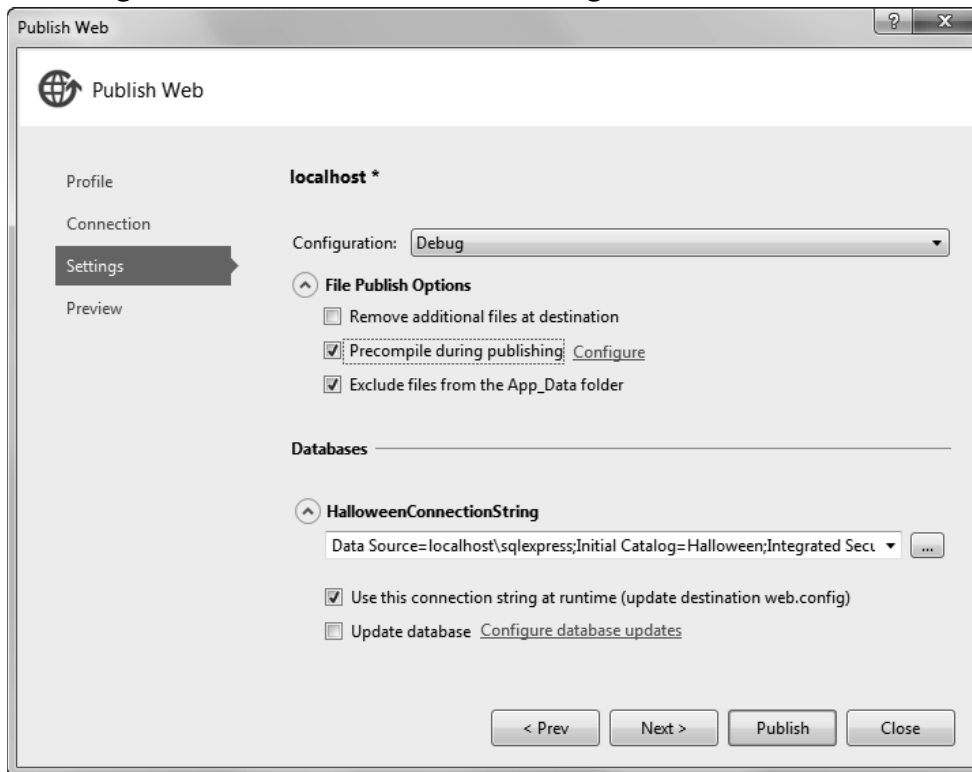 Publish Web
? X
Publish Web
Profile
Connection
Settings
Preview
localhost *
Configuration: Debug
File Publish Options
Remove additional files at destination
Precompile during publishing Configure
Exclude files from the App_Data folder
Databases
HalloweenConnectionString
Data Source=localhost\sqlexpress;Initial Catalog=Halloween;Integrated
...
Use this connection string at runtime (update destination web.config)
Update database Configure database updates
< Prev Next > Publish Close